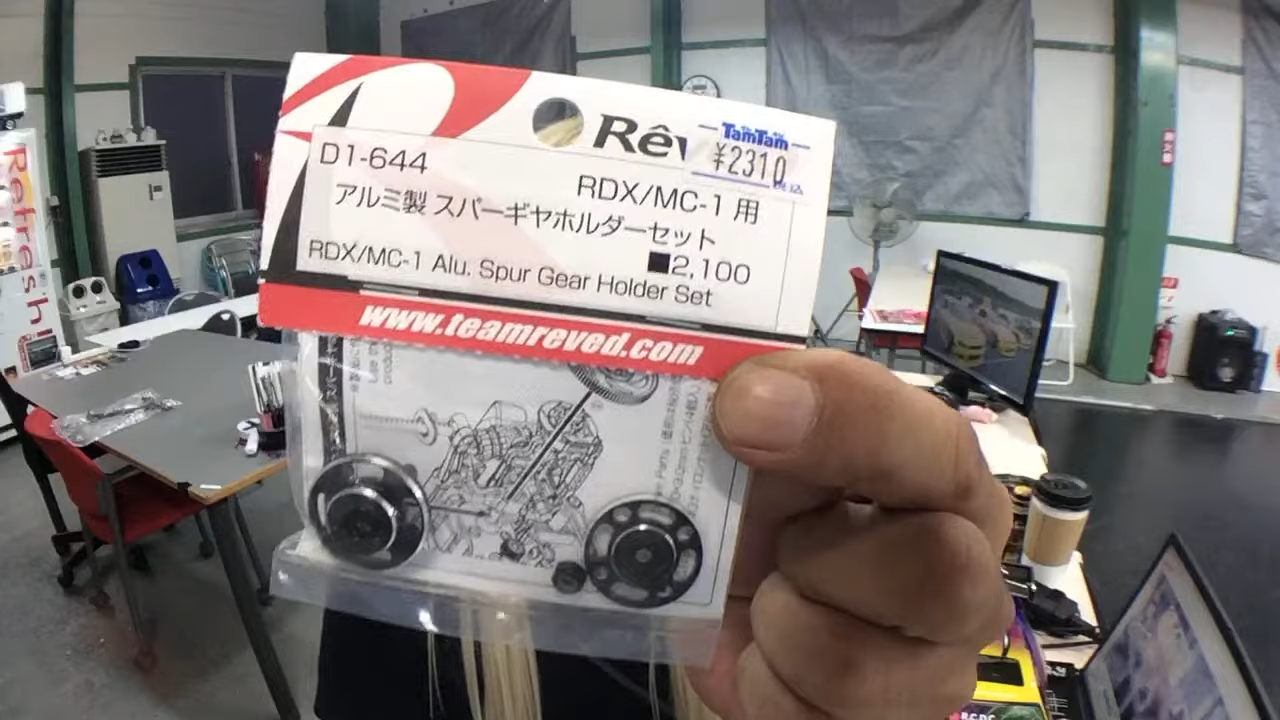 Rêv
TamTam
¥2310
D1-644
RDX/MC-1 用
アルミ製 スパーギヤホルダーセット
■2,100
RDX/MC-1 Alu. Spur Gear Holder Set
www.teamreved.com
Refresh!